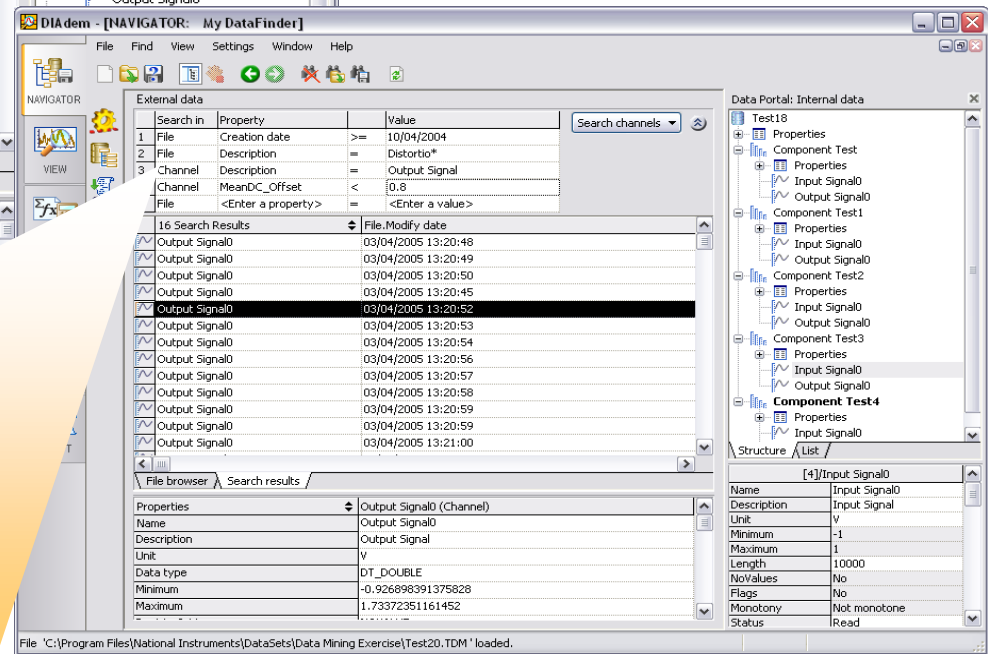 Output Signal0
DIAdem - [NAVIGATOR: My DataFinder]
File Find View Settings Window Help
NAVIGATOR
VIEW
External data
Search in Property Value
1 File Creation date >= 10/04/2004
2 File Description = Distortio*
3 Channel Description = Output Signal
Channel MeanDC_Offset < 0.8
File <Enter a property> = <Enter a value>
Search channels
16 Search Results File.Modify date
Output Signal0 03/04/2005 13:20:48
Output Signal0 03/04/2005 13:20:49
Output Signal0 03/04/2005 13:20:50
Output Signal0 03/04/2005 13:20:45
Output Signal0 03/04/2005 13:20:52
Output Signal0 03/04/2005 13:20:53
Output Signal0 03/04/2005 13:20:54
Output Signal0 03/04/2005 13:20:56
Output Signal0 03/04/2005 13:20:57
Output Signal0 03/04/2005 13:20:58
Output Signal0 03/04/2005 13:20:59
Output Signal0 03/04/2005 13:20:59
Output Signal0 03/04/2005 13:21:00
File browser Search results
Properties Output Signal0 (Channel)
Name Output Signal0
Description Output Signal
Unit V
Data type DT_DOUBLE
Minimum -0.926898391375828
Maximum 1.73372351161452
Data Portal: Internal data
Test18
Properties
Component Test
Properties
Input Signal0
Output Signal0
Component Test1
Properties
Input Signal0
Output Signal0
Component Test2
Properties
Input Signal0
Output Signal0
Component Test3
Properties
Input Signal0
Output Signal0
Component Test4
Properties
Input Signal0
Structure List
[4]/Input Signal0
Name Input Signal0
Description Input Signal
Unit V
Minimum -1
Maximum 1
Length 10000
NoValues No
Flags No
Monotony Not monotone
Status Read
File 'C:\Program Files\National Instruments\DataSets\Data Mining Exercise\Test20.TDM ' loaded.